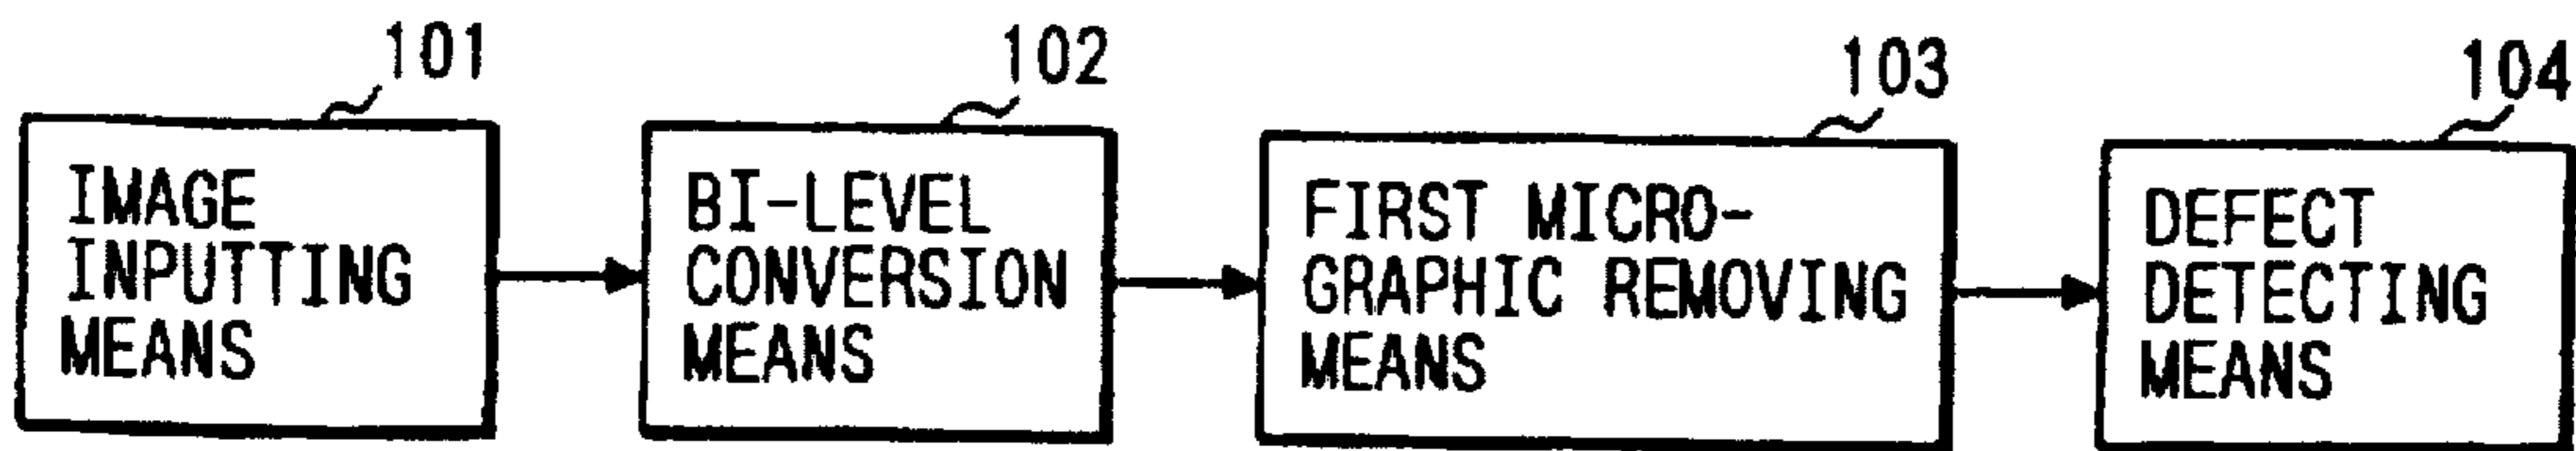 101
102
103
104
IMAGE
INPUTTING
MEANS
BI-LEVEL
CONVERSION
MEANS
FIRST MICRO-
GRAPHIC REMOVING
MEANS
DEFECT
DETECTING
MEANS